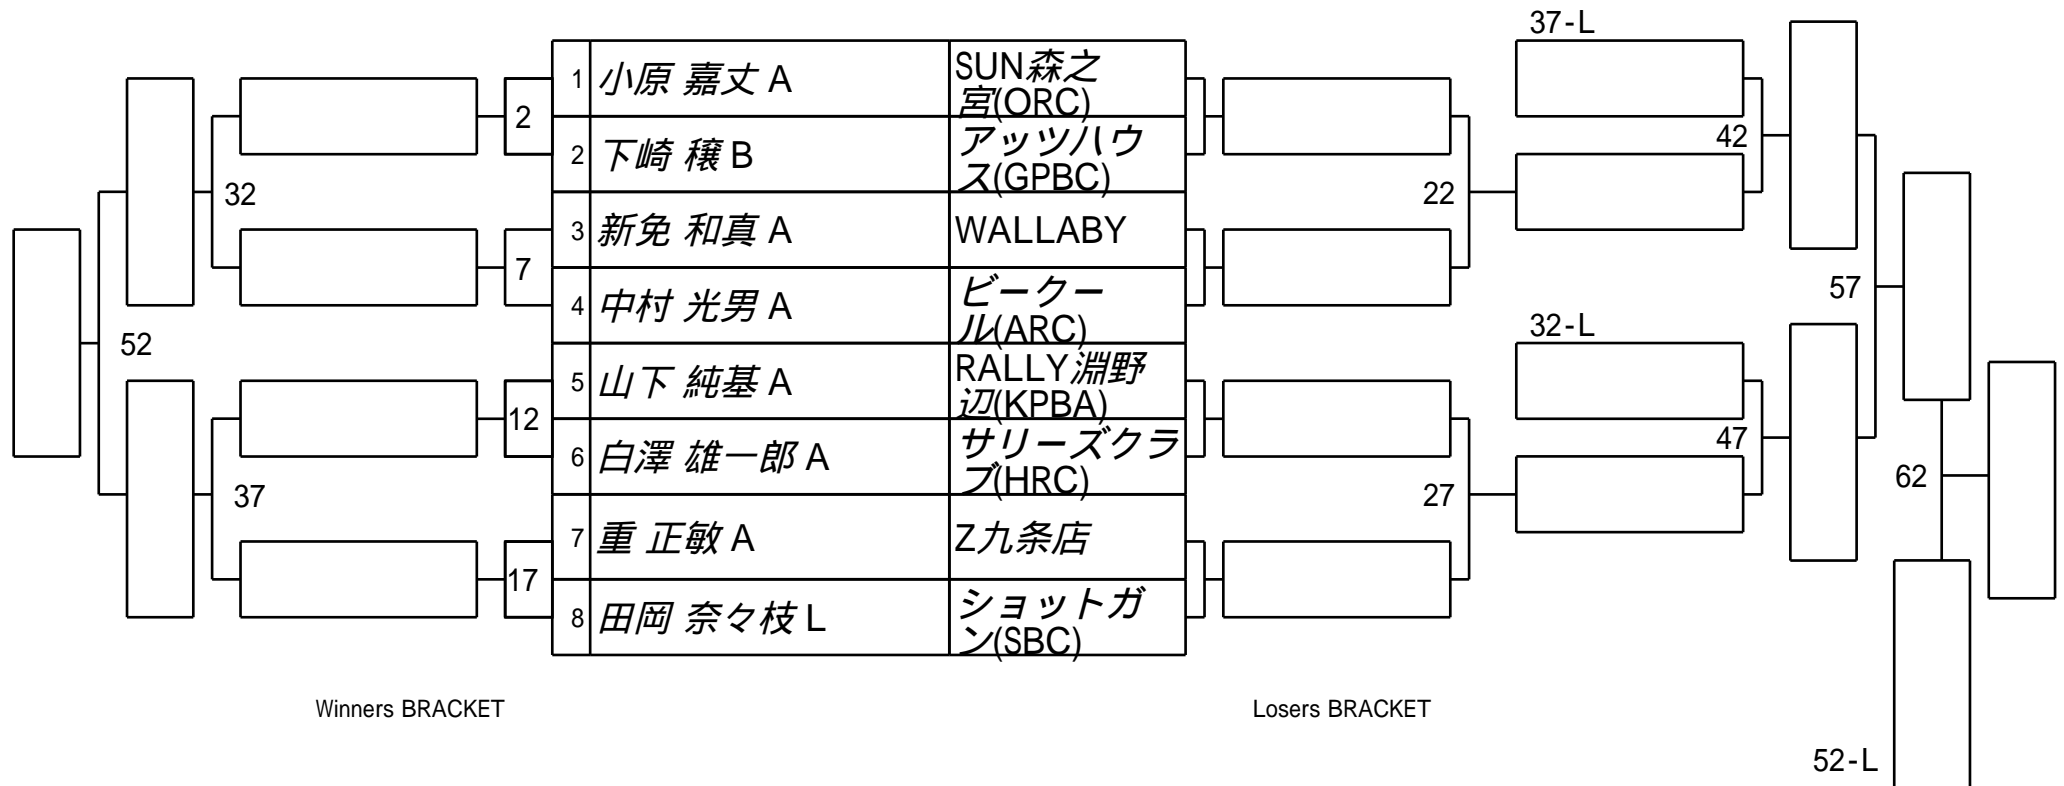 37-L
1 小原 嘉丈 A SUN森之
宮(ORC)
2
2 下崎 穣 B アッツハウ
ス(GPBC)
42
32
22
3 新免 和真 A WALLABY
7
4 中村 光男 A ビークー
ル(ARC)
57
32-L
52
5 山下 純基 A RALLY淵野
辺(KPBA)
12
6 白澤 雄一郎 A サリーズクラ
ブ(HRC)
47
62
37
27
7 重 正敏 A Z九条店
17
8 田岡 奈々枝 L ショットガ
ン(SBC)
Winners BRACKET
Losers BRACKET
52-L